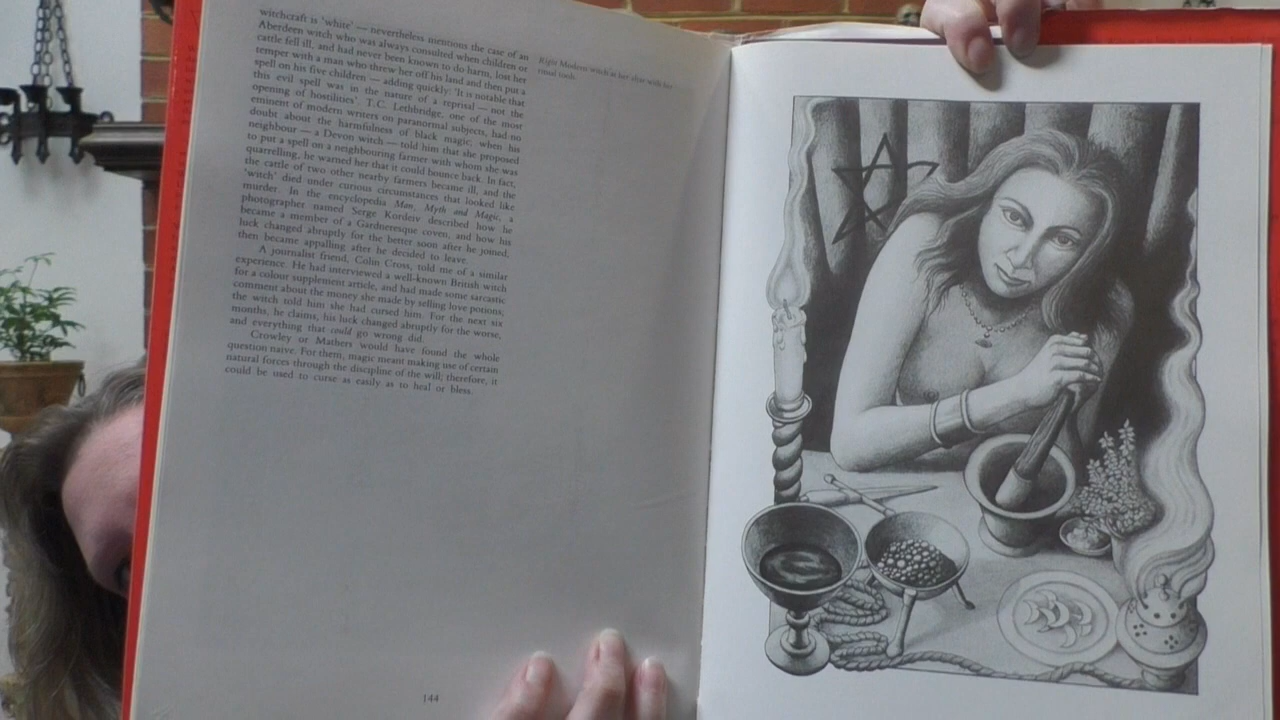 witchcraft is 'white' — nevertheless mentions the case of an
Aberdeen witch who was always consulted when children or
cattle fell ill, and had never been known to do harm, lost her
temper with a man who threw her off his land and then put a
spell on his five children — adding quickly: 'It is notable that
this evil spell was in the nature of a reprisal — not the
opening of hostilities'. T.C. Lethbridge, one of the most
eminent of modern writers on paranormal subjects, had no
doubt about the harmfulness of black magic; when his
neighbour — a Devon witch — told him that she proposed
to put a spell on a neighbouring farmer with whom she was
quarrelling, he warned her that it could bounce back. In fact,
the cattle of two other nearby farmers became ill, and the
'witch' died under curious circumstances that looked like
murder. In the encyclopedia Man, Myth and Magic, a
photographer named Serge Kordeiv described how he
became a member of a Gardneresque coven, and how his
luck changed abruptly for the better soon after he joined,
then became appalling after he decided to leave.
A journalist friend, Colin Cross, told me of a similar
experience. He had interviewed a well-known British witch
for a colour supplement article, and had made some sarcastic
comment about the money she made by selling love potions;
the witch told him she had cursed him. For the next six
months, he claims, his luck changed abruptly for the worse,
and everything that could go wrong did.
Crowley or Mathers would have found the whole
question naive. For them, magic meant making use of certain
natural forces through the discipline of the will; therefore, it
could be used to curse as easily as to heal or bless.
Right Modern witch at her altar with her
ritual tools.
144